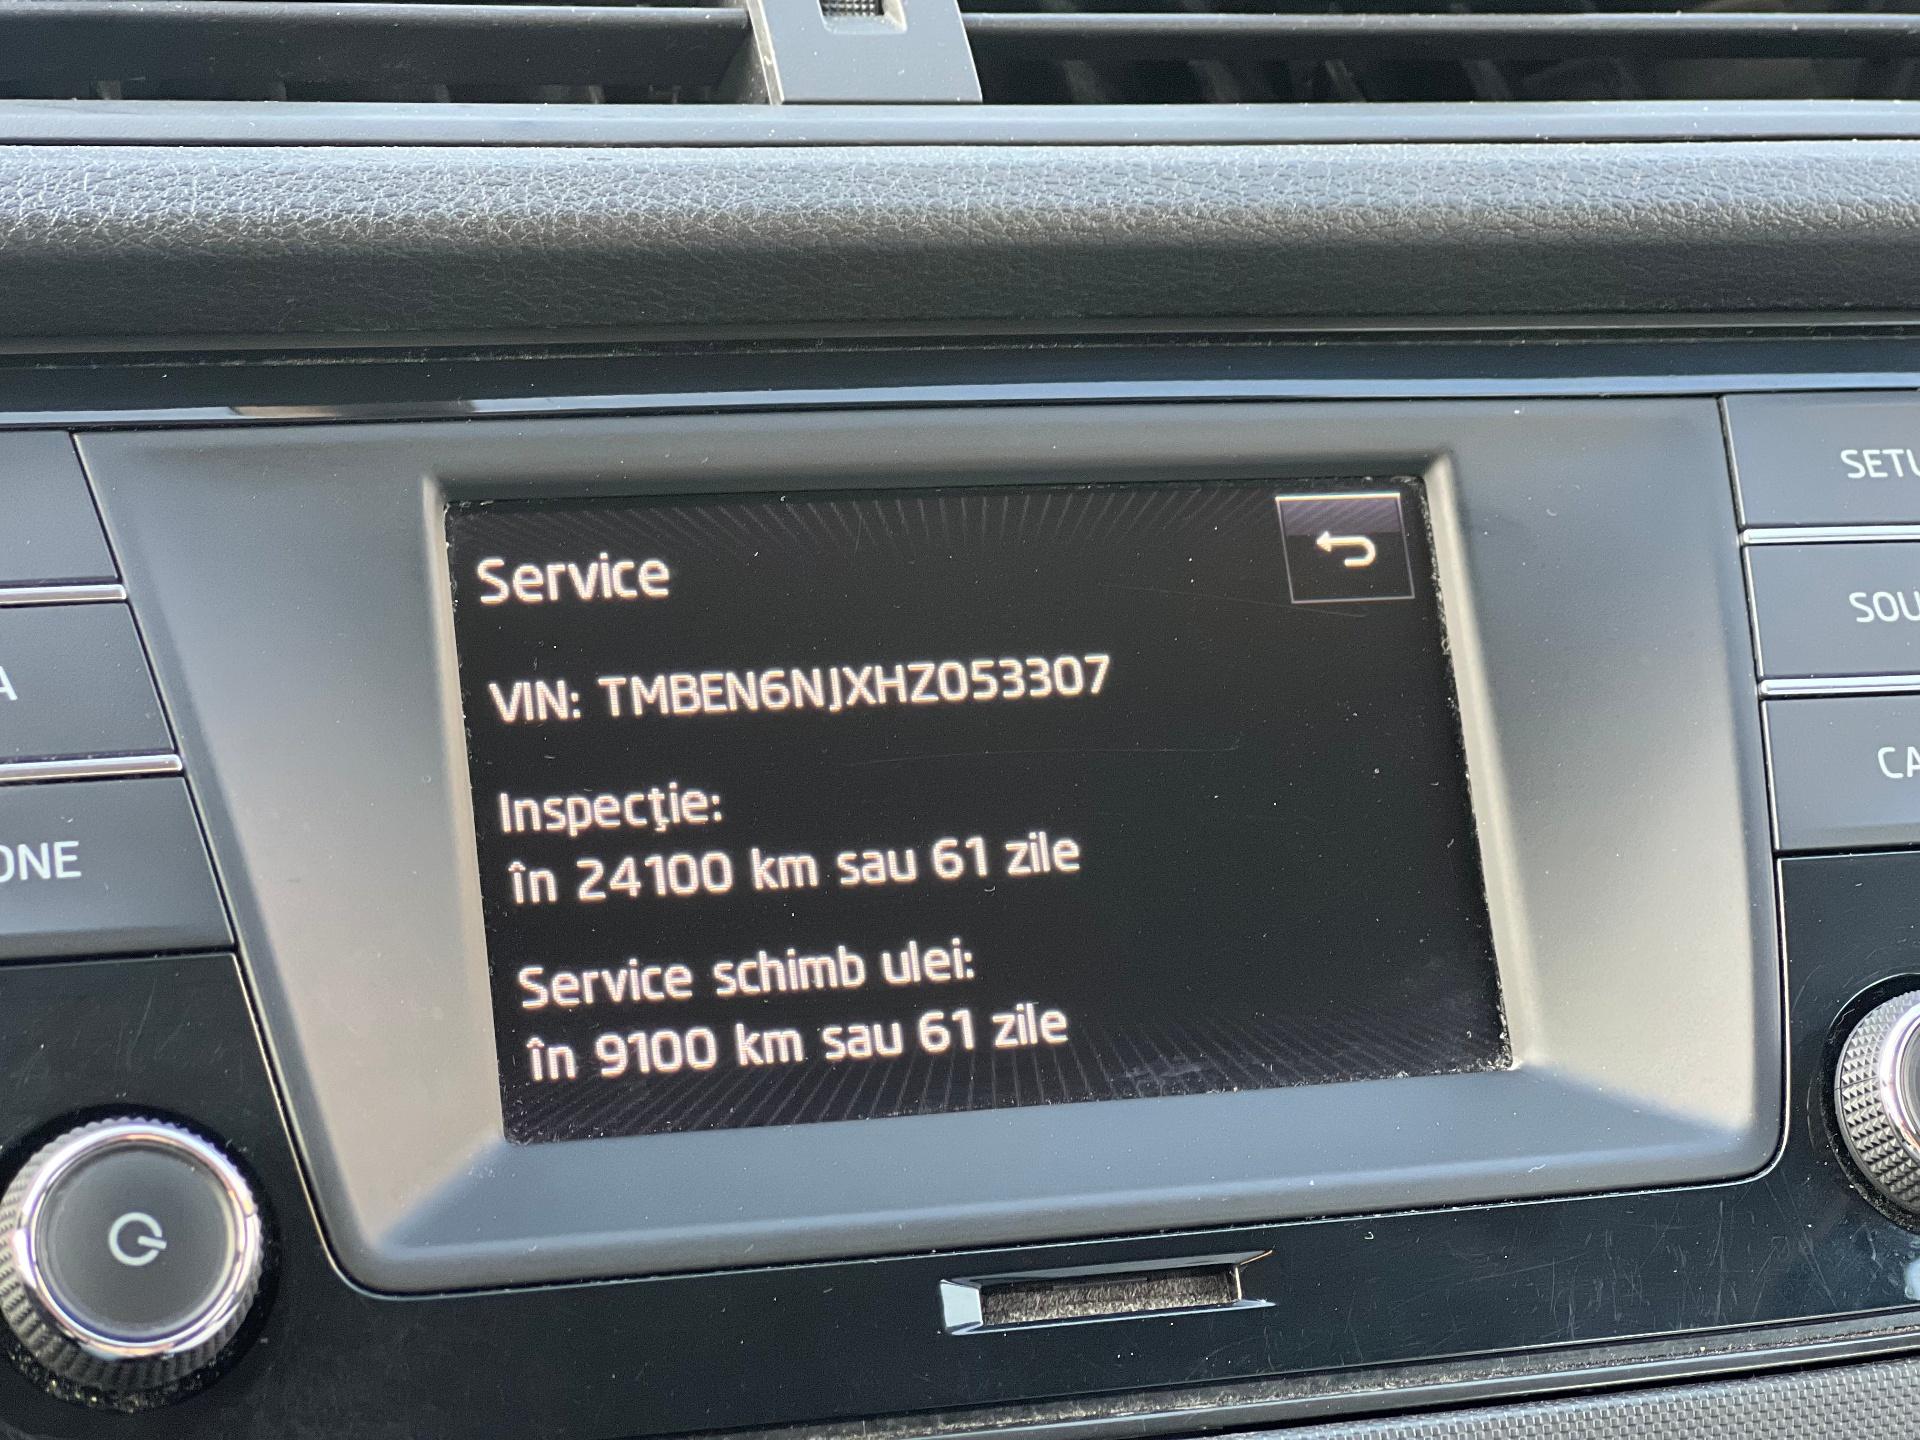 Service
VIN: TMBEN6NJXHZ053307
Inspecţie:
în 24100 km sau 61 zile
Service schimb ulei:
în 9100 km sau 61 zile
SETU
SOU
CA
A
ONE